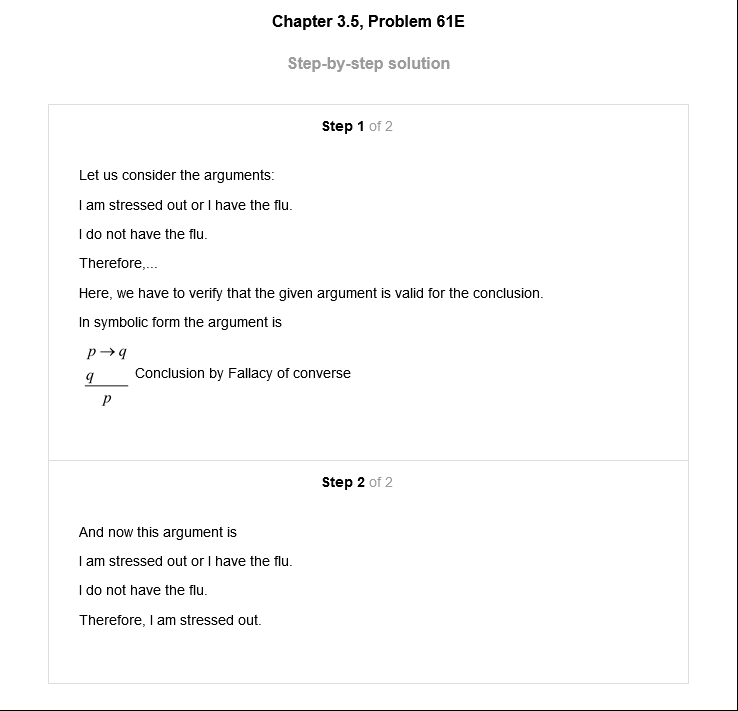 Chapter 3.5, Problem 61E
Step-by-step solution
Step 1 of 2
Let us consider the arguments:
I am stressed out or I have the flu.
I do not have the flu.
Therefore,...
Here, we have to verify that the given argument is valid for the conclusion.
In symbolic form the argument is
p→q
q Conclusion by Fallacy of converse
p
Step 2 of 2
And now this argument is
I am stressed out or I have the flu.
I do not have the flu.
Therefore, I am stressed out.